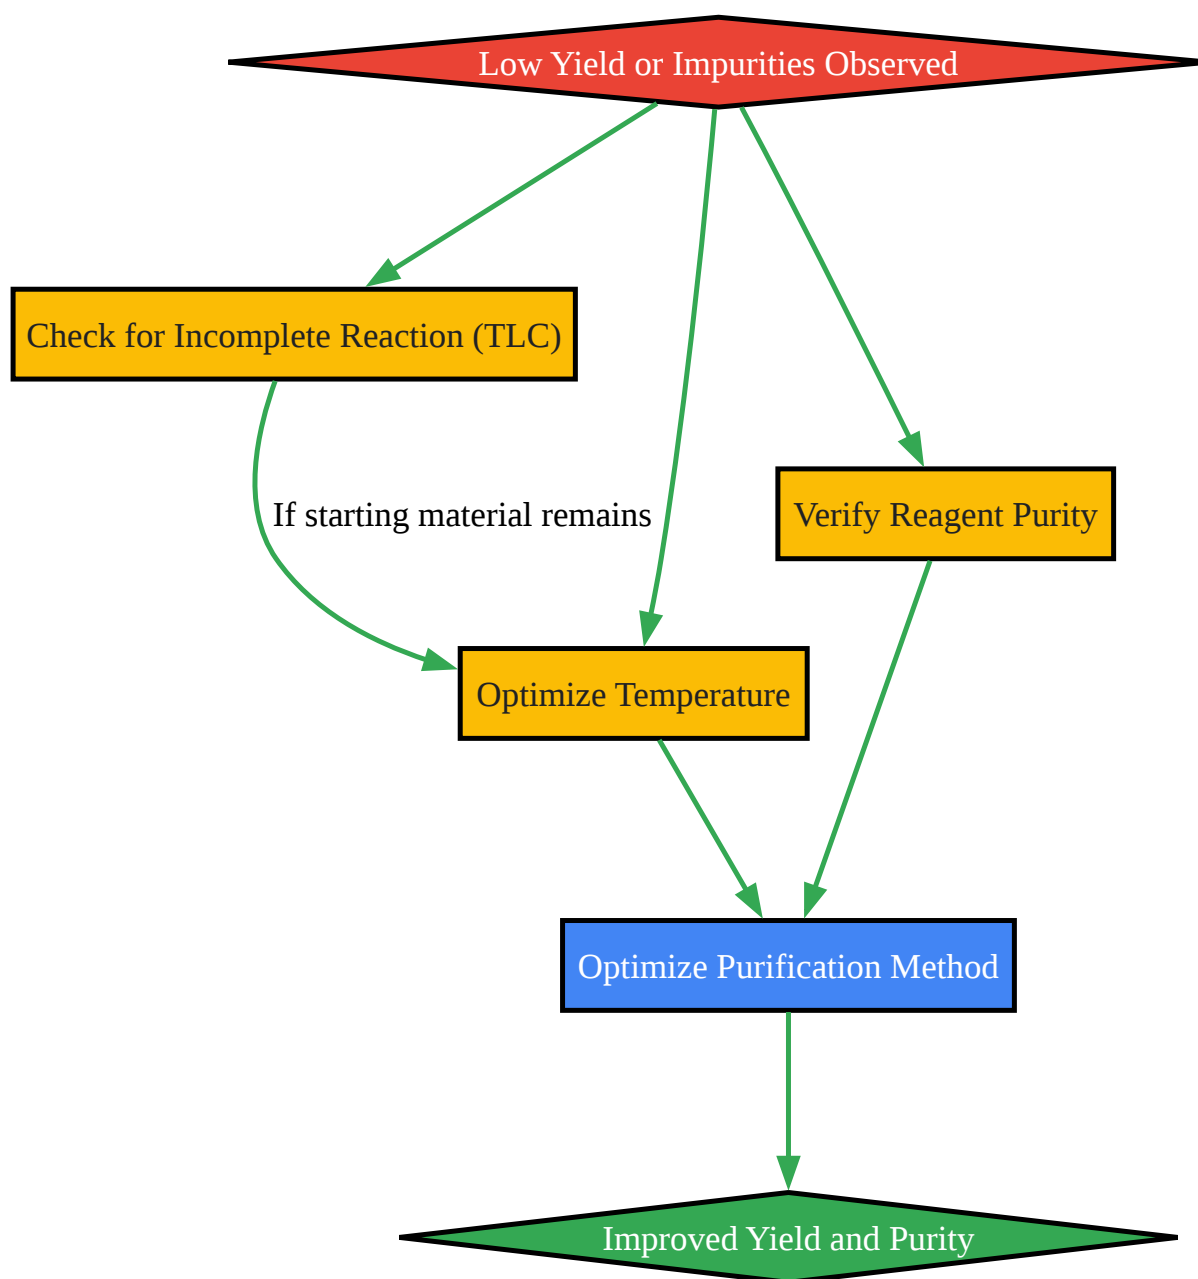 Low Yield or Impurities Observed
Check for Incomplete Reaction (TLC)
If starting material remains
Verify Reagent Purity
Optimize Temperature
Optimize Purification Method
Improved Yield and Purity